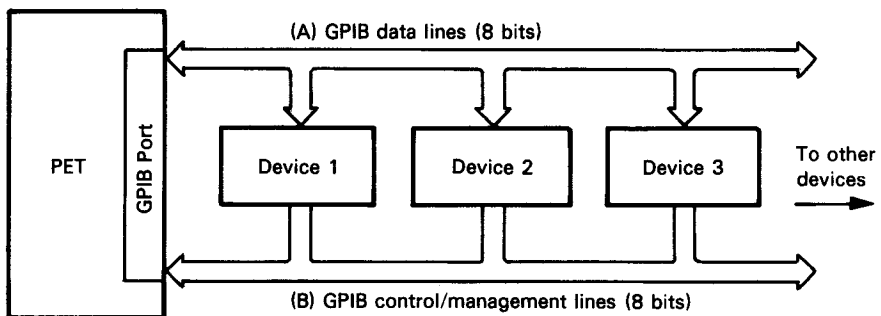 (A) GPIB data lines (8 bits)
PET
GPIB Port
Device 1
Device 2
Device 3
To other
devices
(B) GPIB control/management lines (8 bits)